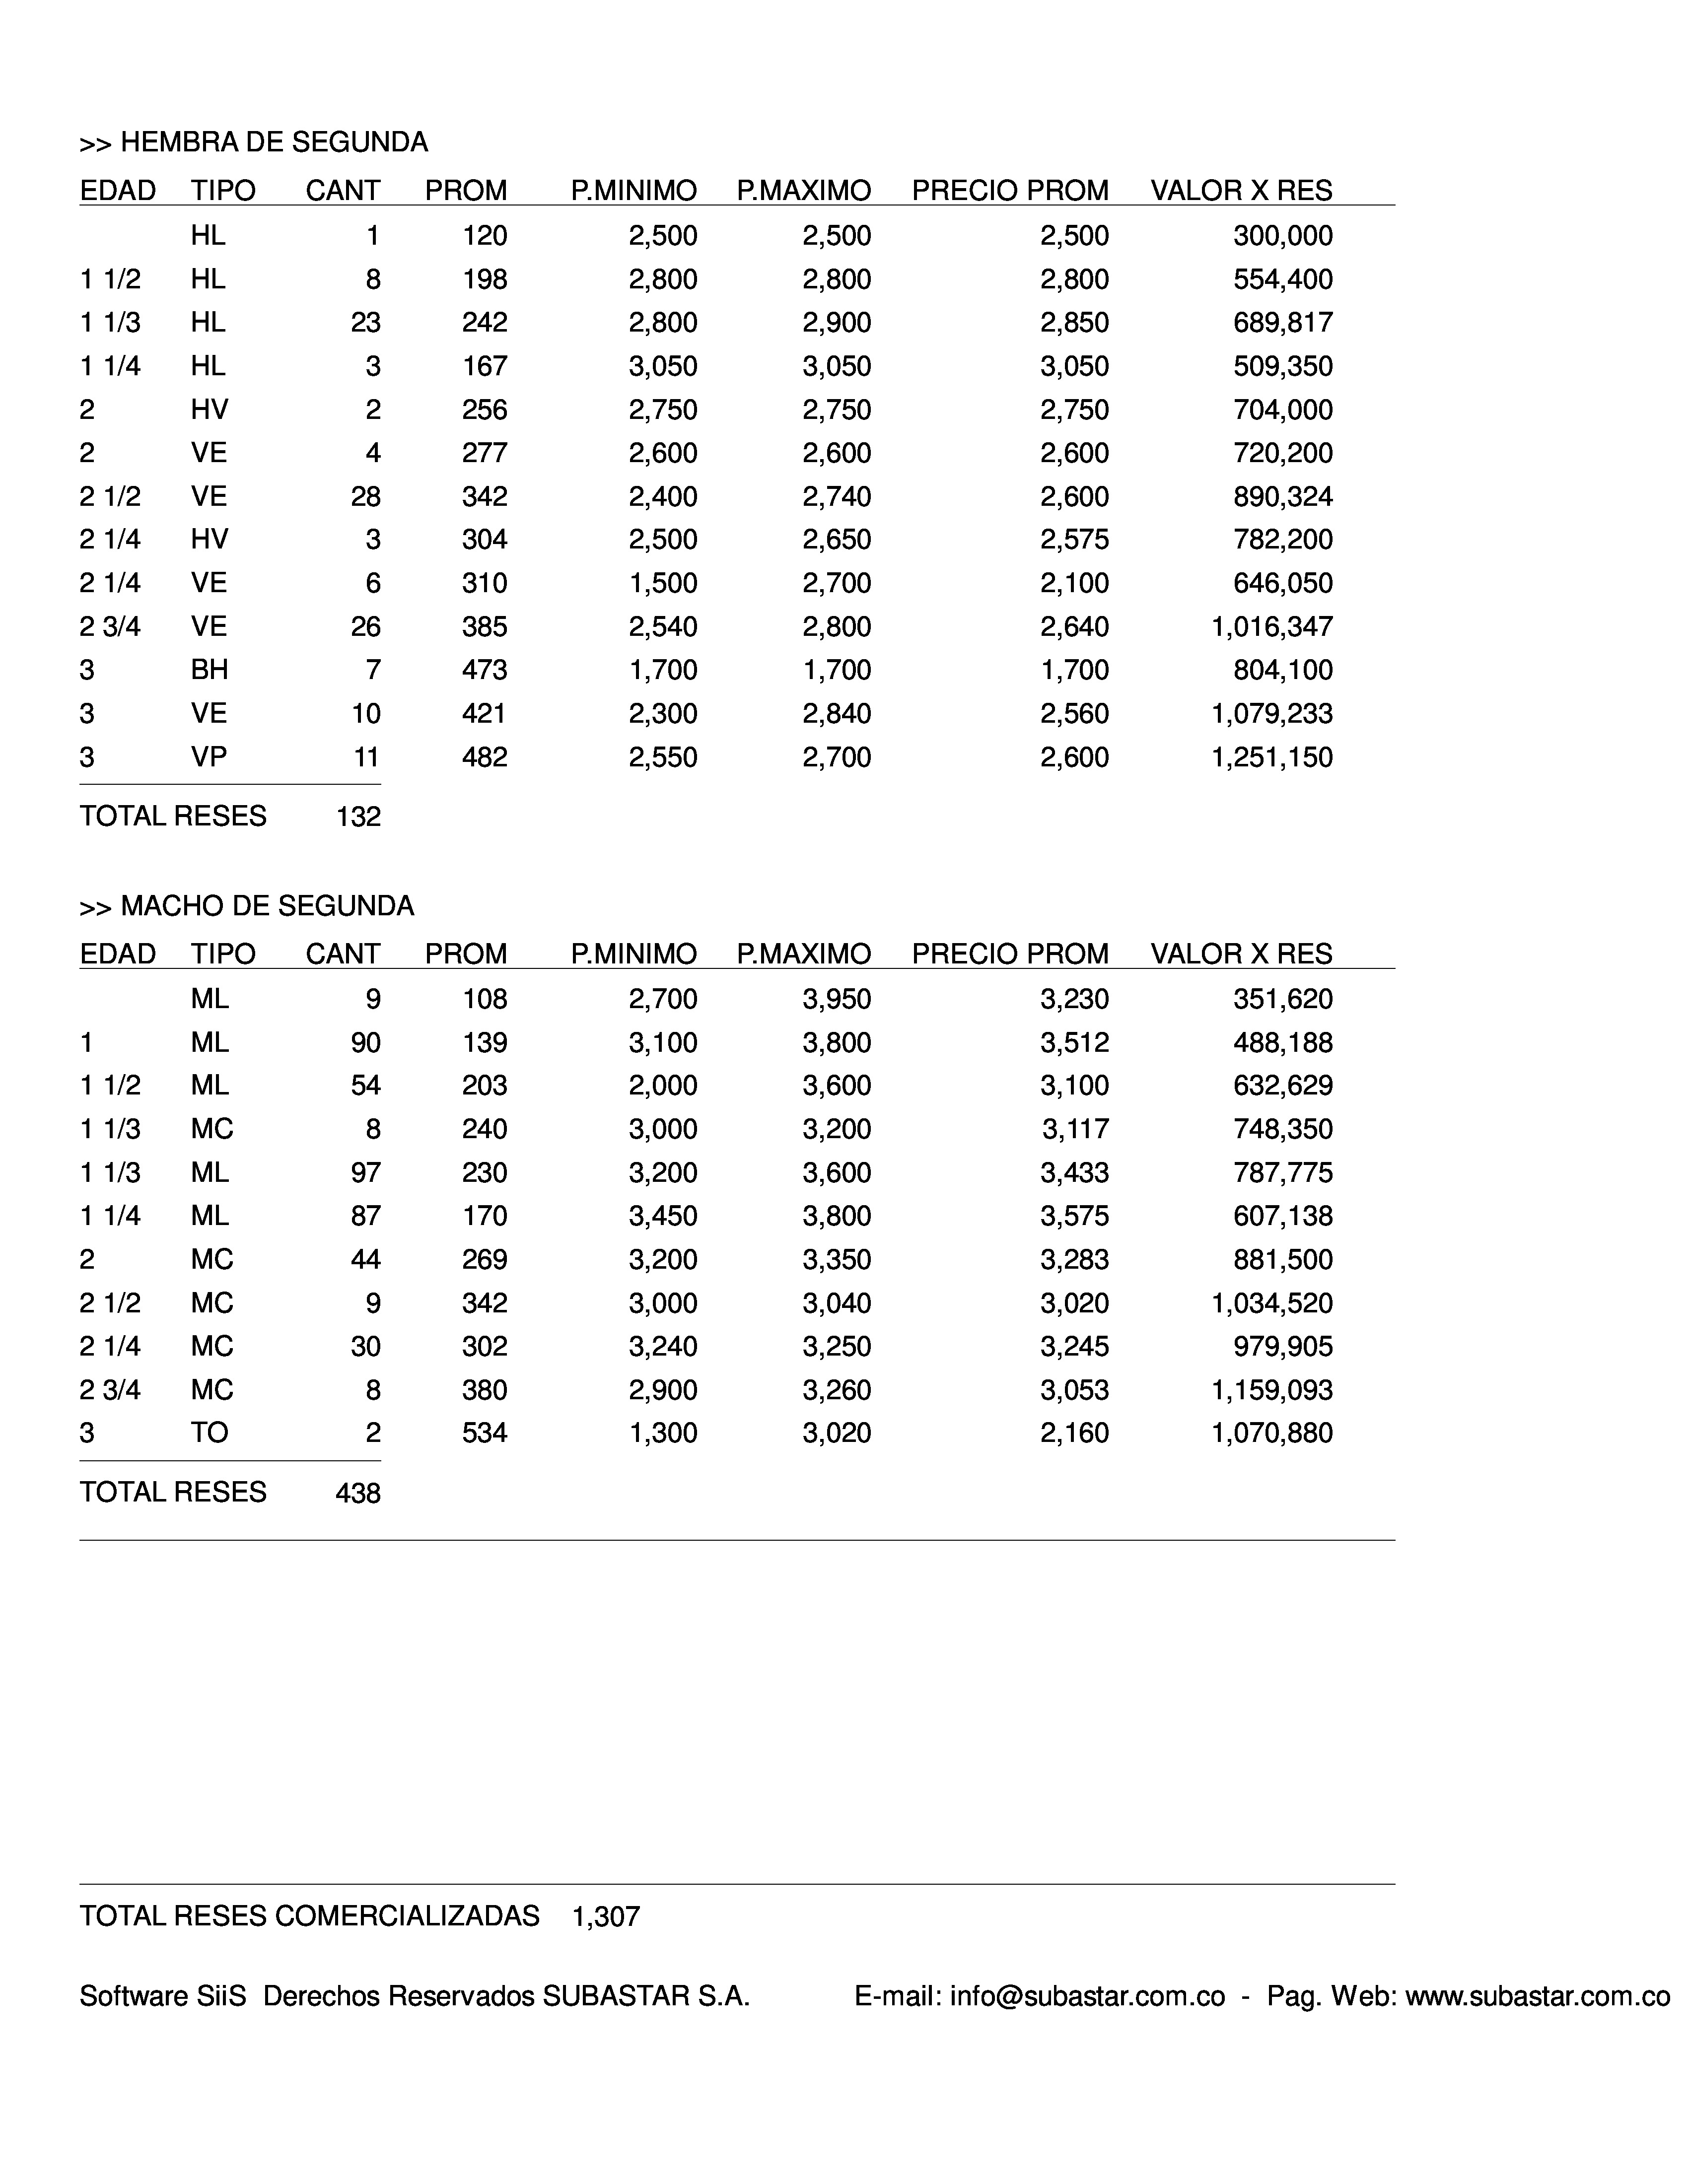 >> HEMBRA DE SEGUNDA
EDAD TIPO CANT PROM P.MINIMO P.MAXIMO PRECIO PROM VALOR X RES
HL 1 120 2,500 2,500 2,500 300,000
1 1/2 HL 8 198 2,800 2,800 2,800 554,400
1 1/3 HL 23 242 2,800 2,900 2,850 689,817
1 1/4 HL 3 167 3,050 3,050 3,050 509,350
2 HV 2 256 2,750 2,750 2,750 704,000
2 VE 4 277 2,600 2,600 2,600 720,200
2 1/2 VE 28 342 2,400 2,740 2,600 890,324
2 1/4 HV 3 304 2,500 2,650 2,575 782,200
2 1/4 VE 6 310 1,500 2,700 2,100 646,050
2 3/4 VE 26 385 2,540 2,800 2,640 1,016,347
3 BH 7 473 1,700 1,700 1,700 804,100
3 VE 10 421 2,300 2,840 2,560 1,079,233
3 VP 11 482 2,550 2,700 2,600 1,251,150
TOTAL RESES 132
>> MACHO DE SEGUNDA
EDAD TIPO CANT PROM P.MINIMO P.MAXIMO PRECIO PROM VALOR X RES
ML 9 108 2,700 3,950 3,230 351,620
1 ML 90 139 3,100 3,800 3,512 488,188
1 1/2 ML 54 203 2,000 3,600 3,100 632,629
1 1/3 MC 8 240 3,000 3,200 3,117 748,350
1 1/3 ML 97 230 3,200 3,600 3,433 787,775
1 1/4 ML 87 170 3,450 3,800 3,575 607,138
2 MC 44 269 3,200 3,350 3,283 881,500
2 1/2 MC 9 342 3,000 3,040 3,020 1,034,520
2 1/4 MC 30 302 3,240 3,250 3,245 979,905
2 3/4 MC 8 380 2,900 3,260 3,053 1,159,093
3 TO 2 534 1,300 3,020 2,160 1,070,880
TOTAL RESES 438
TOTAL RESES COMERCIALIZADAS 1,307
Software SiiS Derechos Reservados SUBASTAR S.A. E-mail: info@subastar.com.co - Pag. Web: www.subastar.com.co